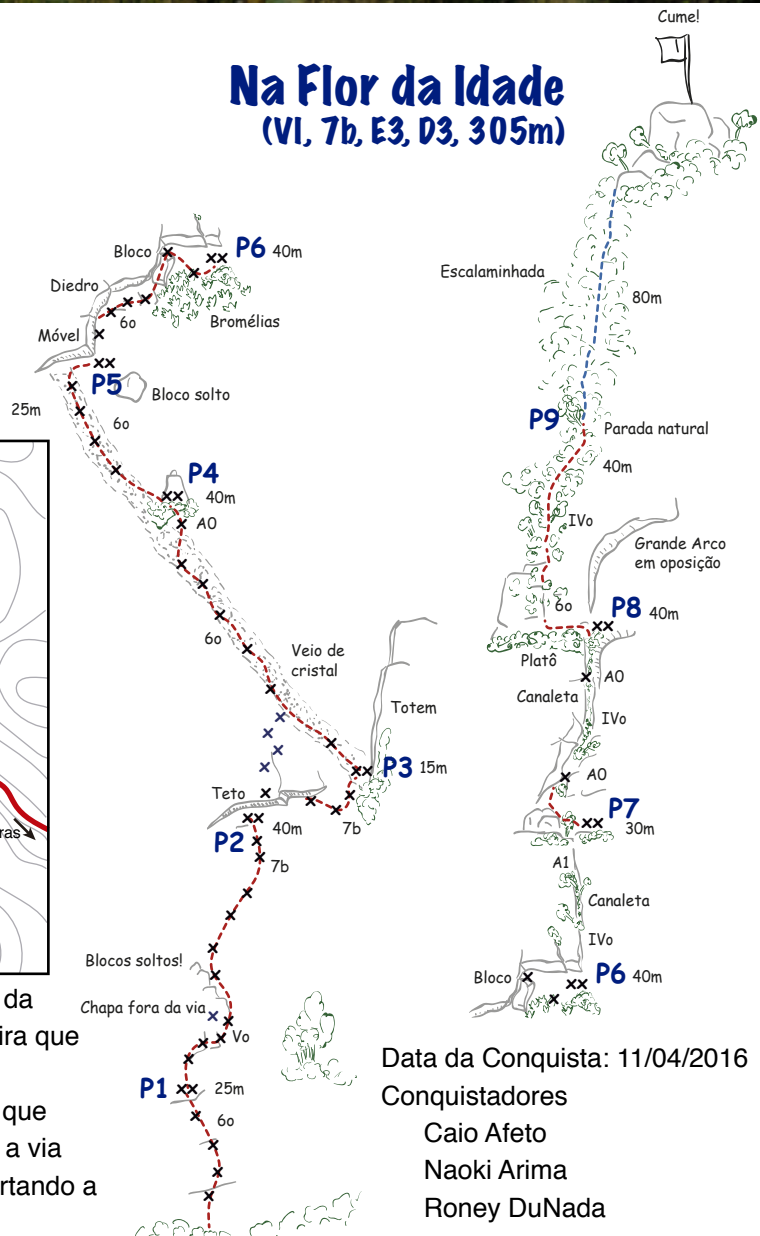 Cume!
Na Flor da Idade
(VI, 7b, E3, D3, 305m)
Bloco
P6 40m
Diedro
6o
Bromélias
Móvel
P5
Bloco solto
25m
6o
P4
40m
A0
6o
Veio de
cristal
Totem
P3 15m
Teto
7b
40m
P2
7b
Blocos soltos!
Chapa fora da via
Vo
P1
25m
6o
Escalaminhada
80m
P9
Parada natural
40m
IVo
Grande Arco
em oposição
6o
P8 40m
Platô
A0
Canaleta
IVo
A0
P7
30m
A1
Canaleta
IVo
Bloco
P6 40m
ras
da
ira que
que
a via
rtando a
Data da Conquista: 11/04/2016
Conquistadores
Caio Afeto
Naoki Arima
Roney DuNada